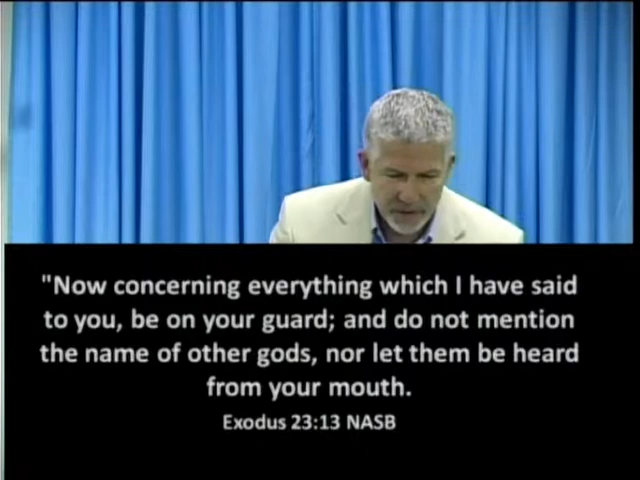 "Now concerning everything which I have said
to you, be on your guard; and do not mention
the name of other gods, nor let them be heard
from your mouth.
Exodus 23:13 NASB